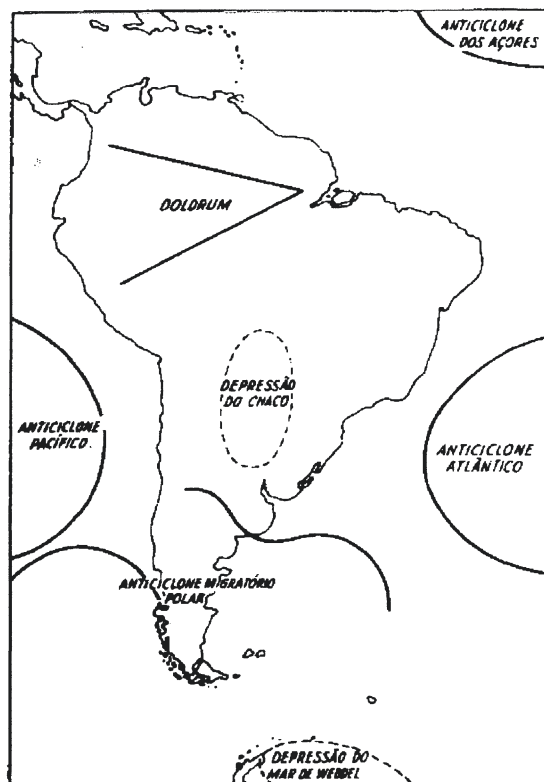 ANTICICLONE
DOS AÇORES
DOLDRUM
DEPRESSÃO
DO CHACO
ANTICICLONE
PACÍFICO.
ANTICICLONE
ATLÂNTICO
ANTICICLONE MIGRATÓRIO
POLAR
DEPRESSÃO DO
MAR DE WEDDEL